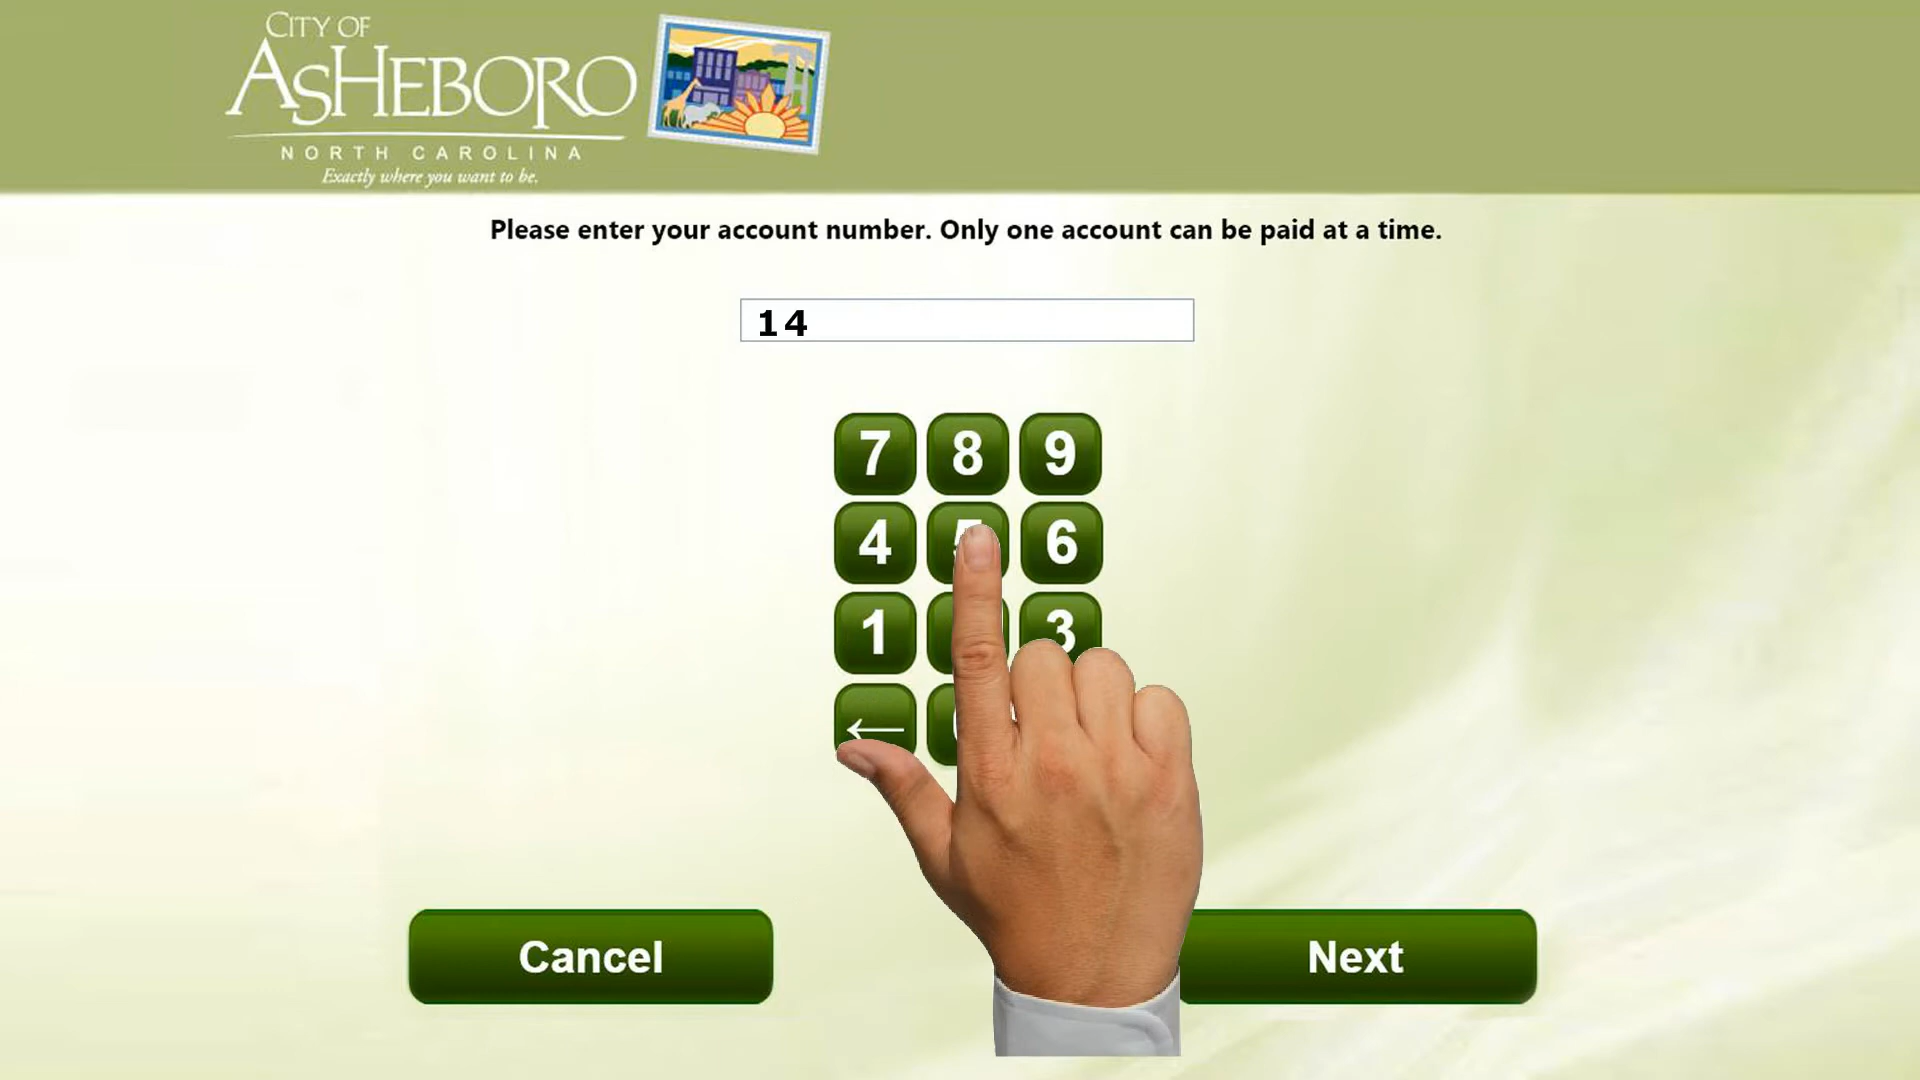 CITY OF
ASHEBORO
NORTH CAROLINA
Exactly where you want to be.
Please enter your account number. Only one account can be paid at a time.
14
7 8 9
4 5 6
1 3
←
Cancel Next